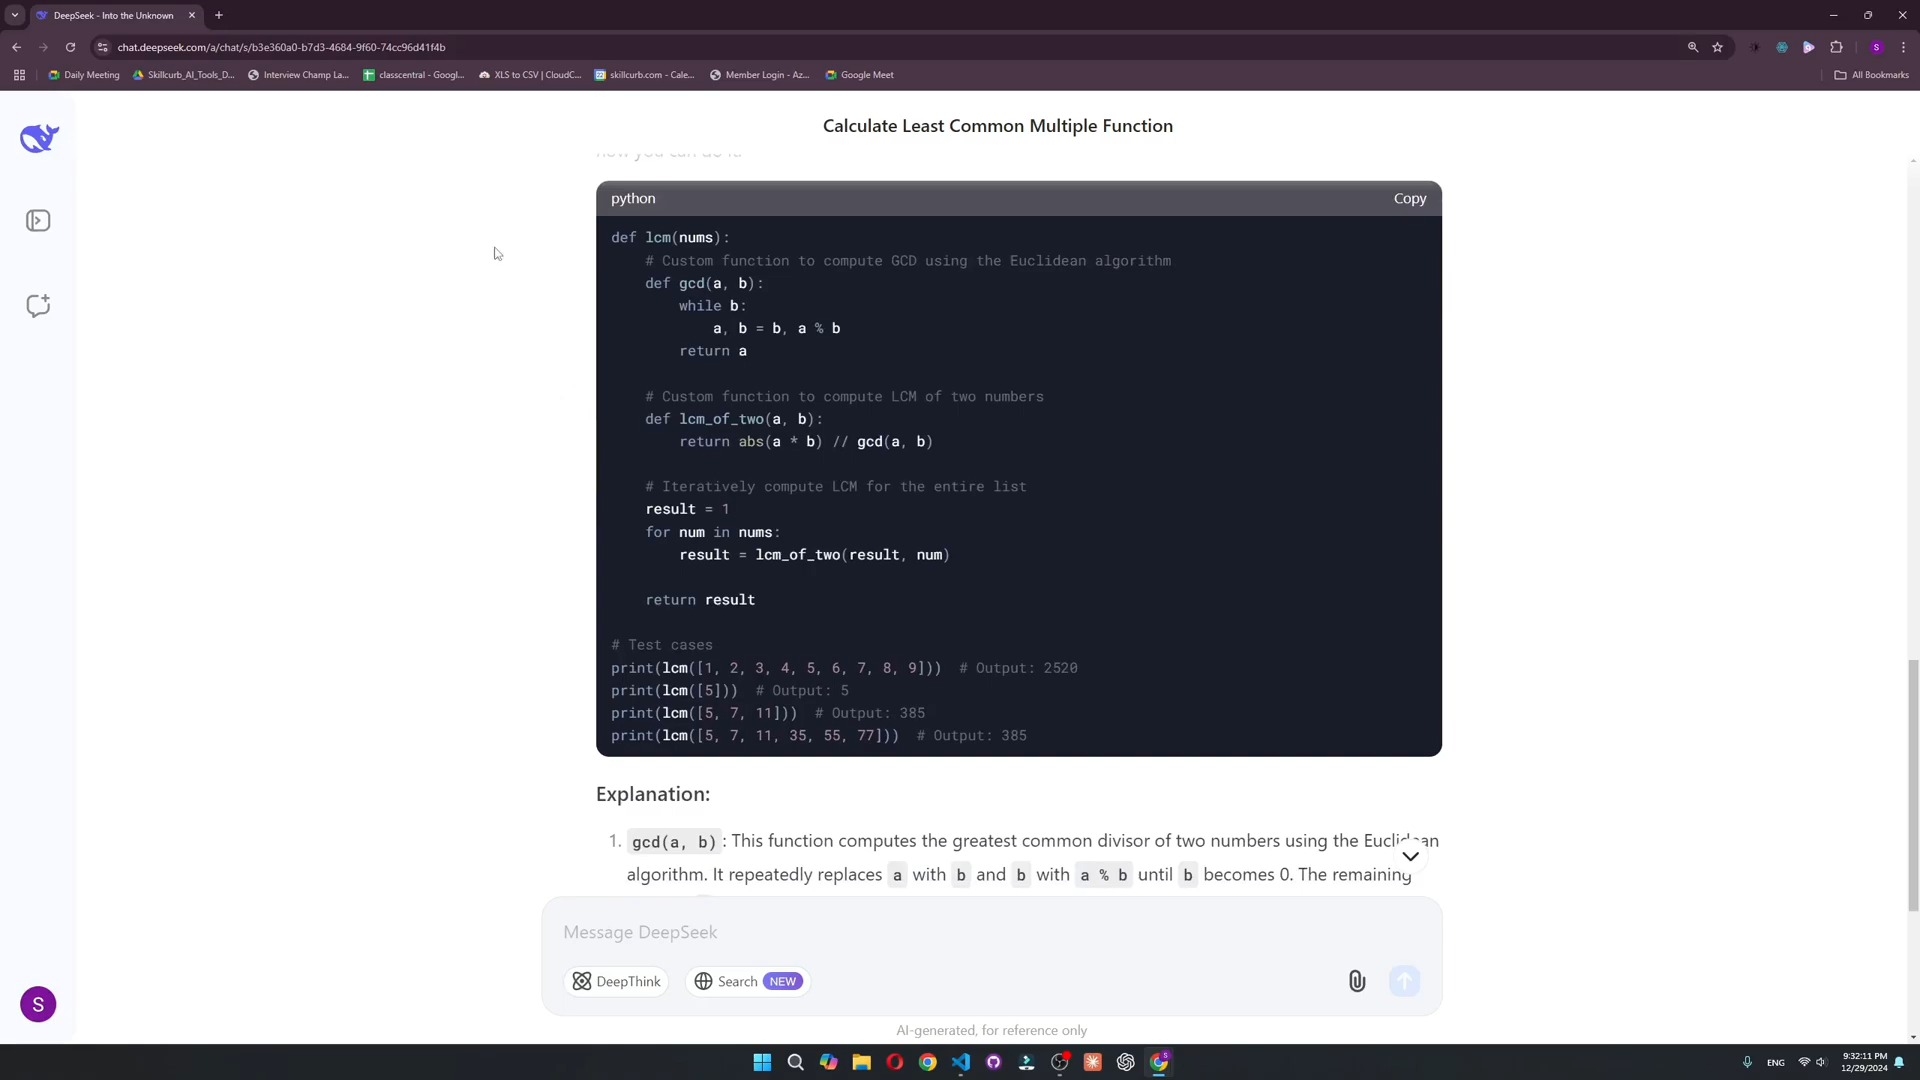 DeepSeek - Into the Unknown
chat.deepseek.com/a/chat/s/b3e360a0-b7d3-4684-9f60-74cc96d41f4b
S
Daily Meeting
Skillcurb_AI_Tools_D...
Interview Champ La...
classcentral - Googl...
XLS to CSV | CloudC...
skillcurb.com - Cale...
Member Login - Az...
Google Meet
All Bookmarks
Calculate Least Common Multiple Function
how you can do it:
python
Copy
def lcm(nums):
    # Custom function to compute GCD using the Euclidean algorithm
    def gcd(a, b):
        while b:
            a, b = b, a % b
        return a
    # Custom function to compute LCM of two numbers
    def lcm_of_two(a, b):
        return abs(a * b) // gcd(a, b)
    # Iteratively compute LCM for the entire list
    result = 1
    for num in nums:
        result = lcm_of_two(result, num)
    return result
# Test cases
print(lcm([1, 2, 3, 4, 5, 6, 7, 8, 9]))  # Output: 2520
print(lcm([5]))  # Output: 5
print(lcm([5, 7, 11]))  # Output: 385
print(lcm([5, 7, 11, 35, 55, 77]))  # Output: 385
Explanation:
1. gcd(a, b): This function computes the greatest common divisor of two numbers using the Euclidean
algorithm. It repeatedly replaces a with b and b with a % b until b becomes 0. The remaining
Message DeepSeek
DeepThink
Search NEW
S
AI-generated, for reference only
ENG
9:32:11 PM
12/29/2024